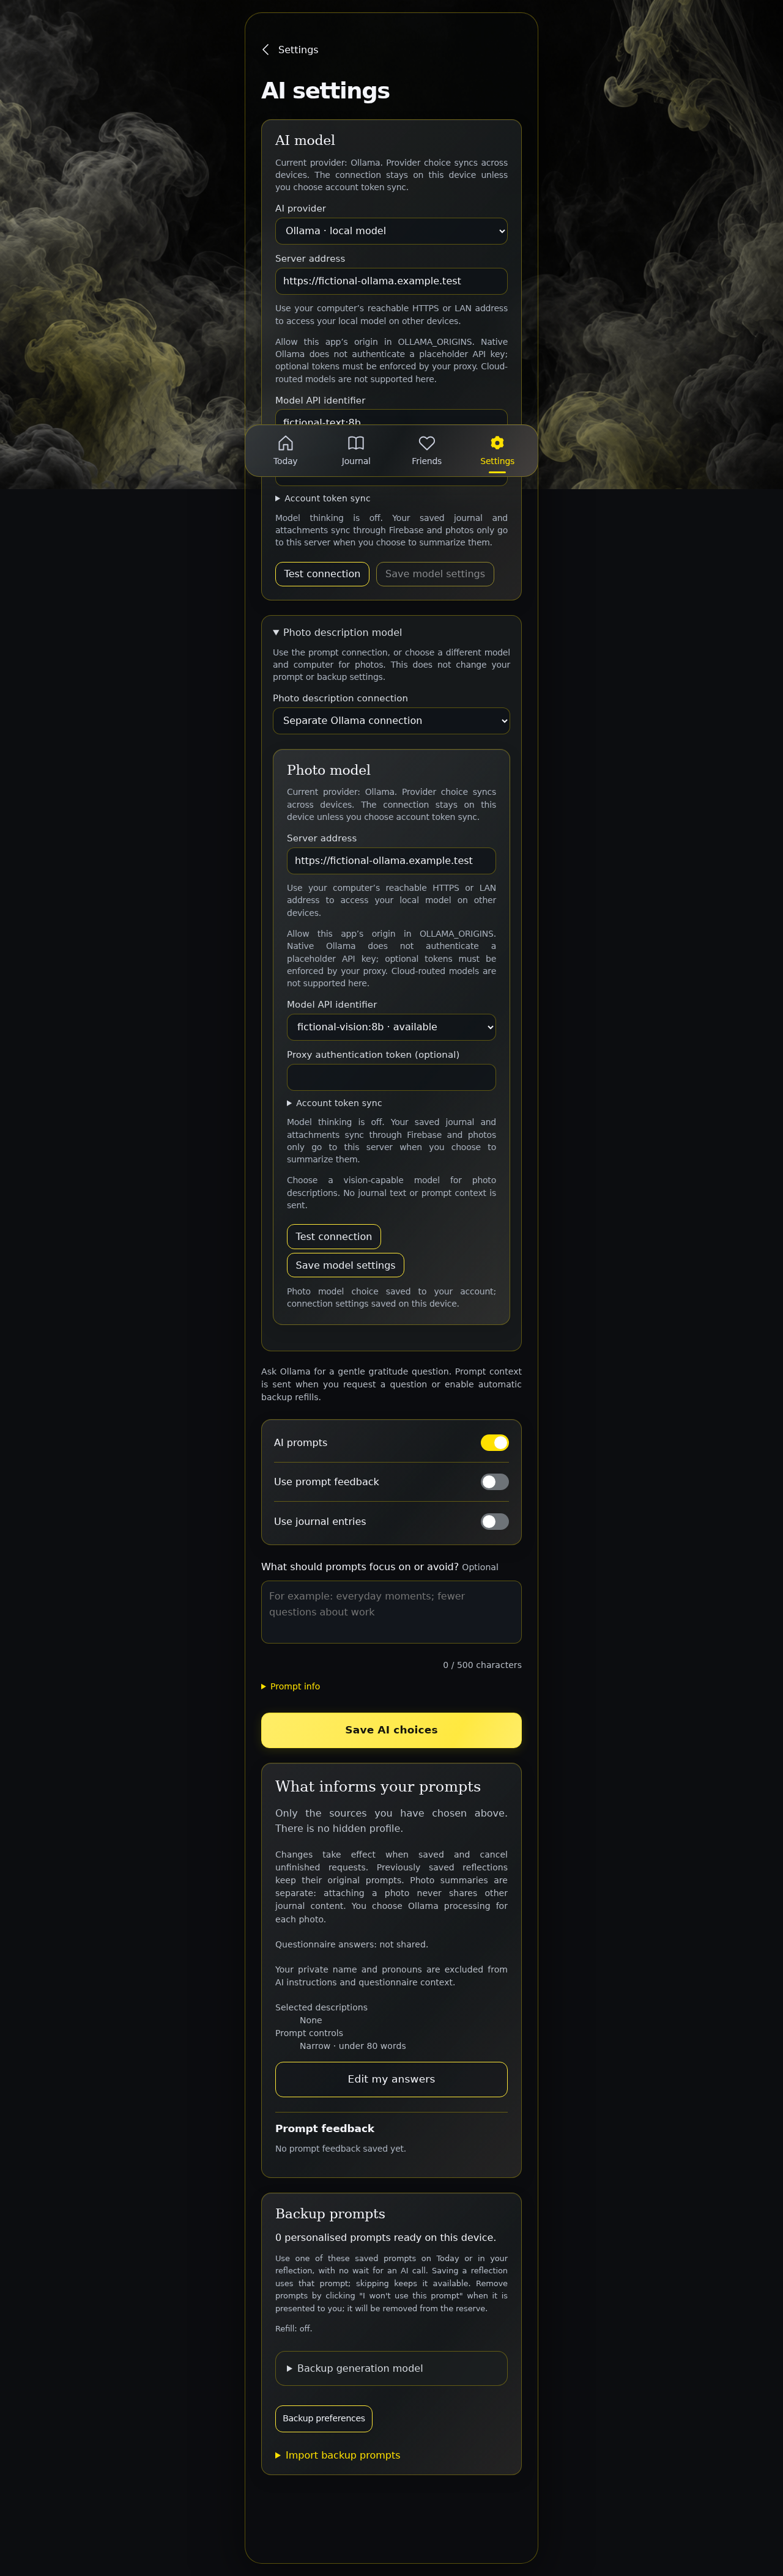 Settings
AI settings
AI model
Current provider: Ollama. Provider choice syncs across
devices. The connection stays on this device unless
you choose account token sync.
AI provider
Ollama · local model
Server address
https://fictional-ollama.example.test
Use your computer’s reachable HTTPS or LAN address
to access your local model on other devices.
Allow this app’s origin in OLLAMA_ORIGINS. Native
Ollama does not authenticate a placeholder API key;
optional tokens must be enforced by your proxy. Cloud-
routed models are not supported here.
Model API identifier
fictional-text:8b
Today
Journal
Friends
Settings
Account token sync
Model thinking is off. Your saved journal and
attachments sync through Firebase and photos only go
to this server when you choose to summarize them.
Test connection
Save model settings
Photo description model
Use the prompt connection, or choose a different model
and computer for photos. This does not change your
prompt or backup settings.
Photo description connection
Separate Ollama connection
Photo model
Current provider: Ollama. Provider choice syncs
across devices. The connection stays on this
device unless you choose account token sync.
Server address
https://fictional-ollama.example.test
Use your computer’s reachable HTTPS or LAN
address to access your local model on other
devices.
Allow this app’s origin in OLLAMA_ORIGINS.
Native Ollama does not authenticate a
placeholder API key; optional tokens must be
enforced by your proxy. Cloud-routed models are
not supported here.
Model API identifier
fictional-vision:8b · available
Proxy authentication token (optional)
Account token sync
Model thinking is off. Your saved journal and
attachments sync through Firebase and photos
only go to this server when you choose to
summarize them.
Choose a vision-capable model for photo
descriptions. No journal text or prompt context is
sent.
Test connection
Save model settings
Photo model choice saved to your account;
connection settings saved on this device.
Ask Ollama for a gentle gratitude question. Prompt context
is sent when you request a question or enable automatic
backup refills.
AI prompts
Use prompt feedback
Use journal entries
What should prompts focus on or avoid? Optional
For example: everyday moments; fewer
questions about work
0 / 500 characters
Prompt info
Save AI choices
What informs your prompts
Only the sources you have chosen above.
There is no hidden profile.
Changes take effect when saved and cancel
unfinished requests. Previously saved reflections
keep their original prompts. Photo summaries are
separate: attaching a photo never shares other
journal content. You choose Ollama processing for
each photo.
Questionnaire answers: not shared.
Your private name and pronouns are excluded from
AI instructions and questionnaire context.
Selected descriptions
None
Prompt controls
Narrow · under 80 words
Edit my answers
Prompt feedback
No prompt feedback saved yet.
Backup prompts
0 personalised prompts ready on this device.
Use one of these saved prompts on Today or in your
reflection, with no wait for an AI call. Saving a reflection
uses that prompt; skipping keeps it available. Remove
prompts by clicking "I won't use this prompt" when it is
presented to you; it will be removed from the reserve.
Refill: off.
Backup generation model
Backup preferences
Import backup prompts